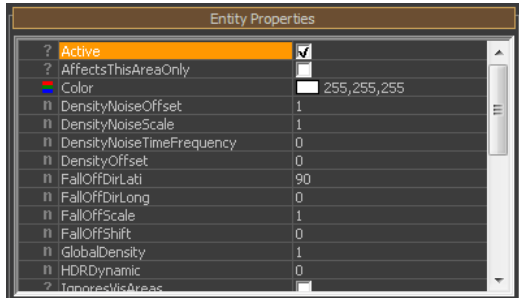 Entity Properties
? Active
? AffectsThisAreaOnly
Color 255,255,255
n DensityNoiseOffset 1
n DensityNoiseScale 1
n DensityNoiseTimeFrequency 0
n DensityOffset 0
n FallOffDirLati 90
n FallOffDirLong 0
n FallOffScale 1
n FallOffShift 0
n GlobalDensity 1
n HDRDynamic 0
? IgnoresVisAreas